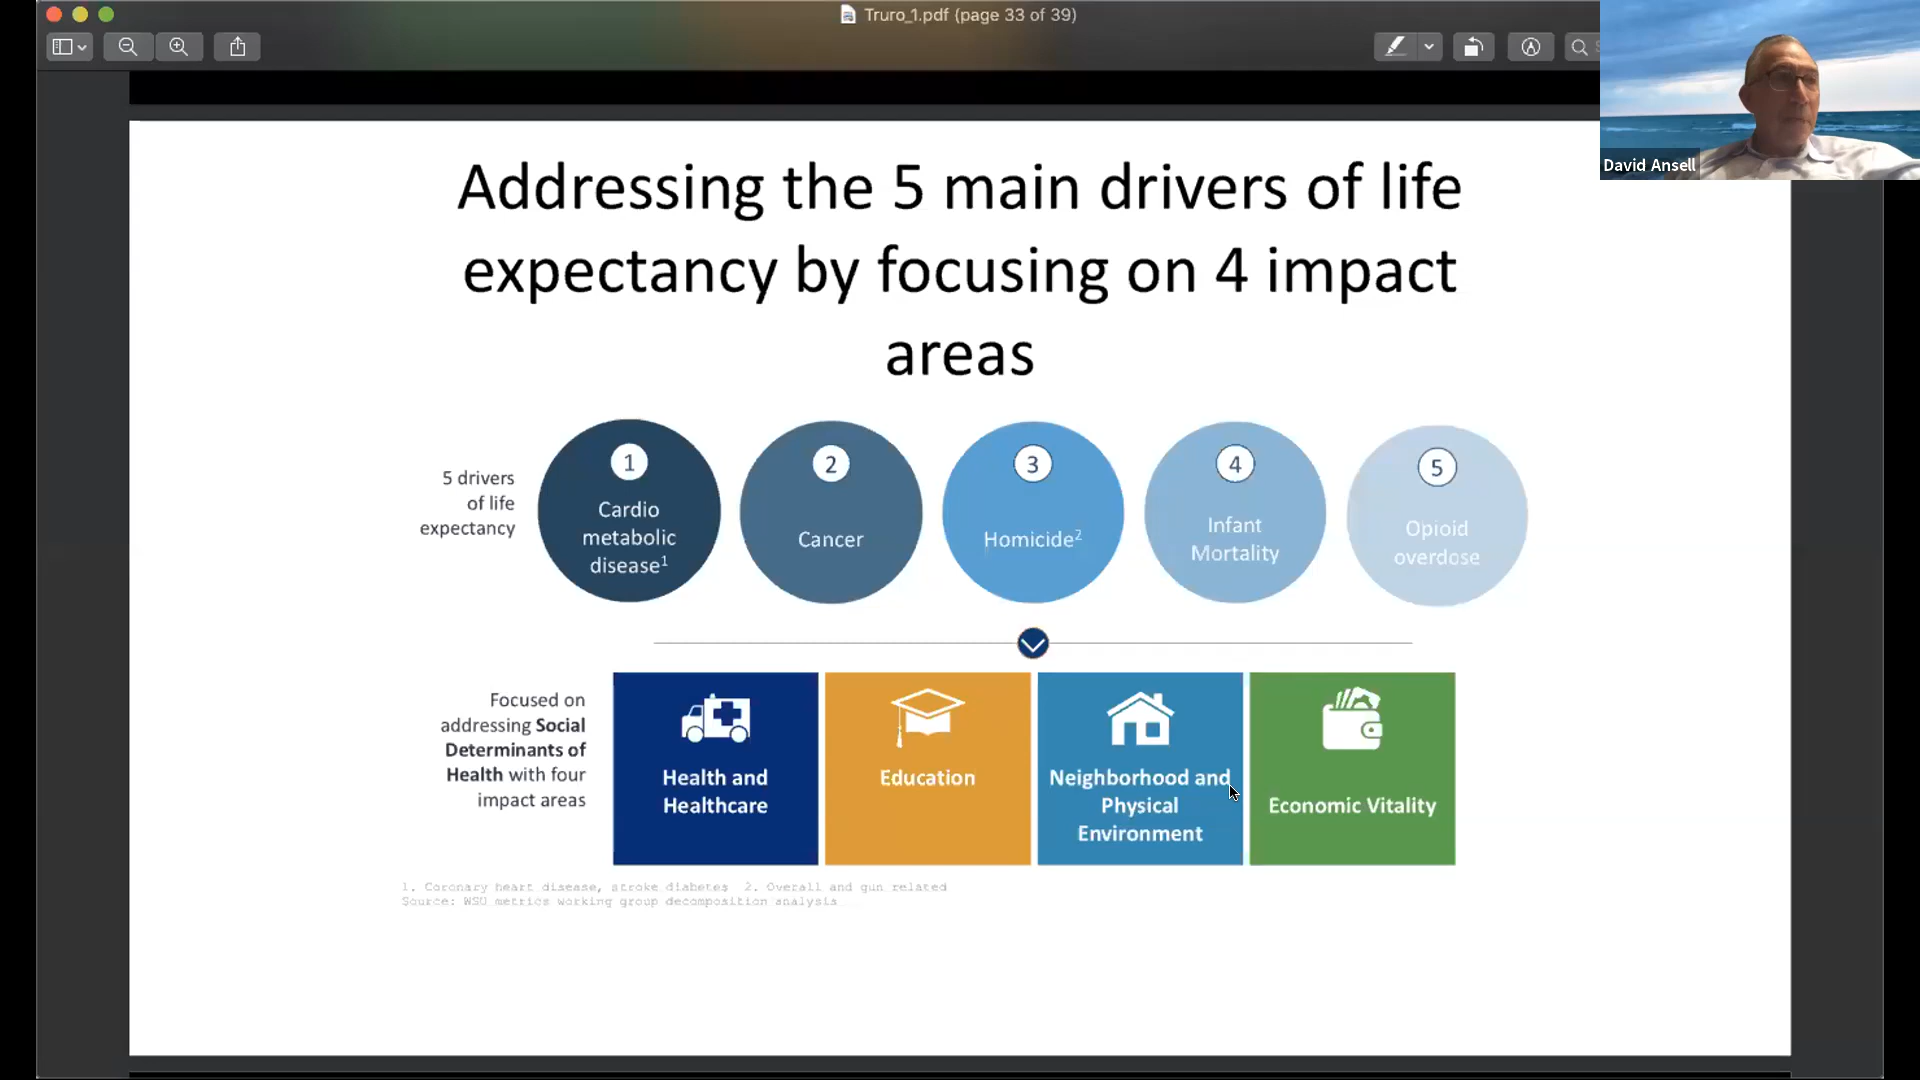 Truro_1.pdf (page 33 of 39)
David Ansell
Addressing the 5 main drivers of life
expectancy by focusing on 4 impact
areas
5 drivers
of life
expectancy
1
Cardio
metabolic
disease1
2
Cancer
3
Homicide2
4
Infant
Mortality
5
Opioid
overdose
Focused on
addressing Social
Determinants of
Health with four
impact areas
Health and
Healthcare
Education
Neighborhood and
Physical
Environment
Economic Vitality
1. Coronary heart disease, stroke diabetes 2. Overall and gun related
Source: WSU metrics working group decomposition analysis